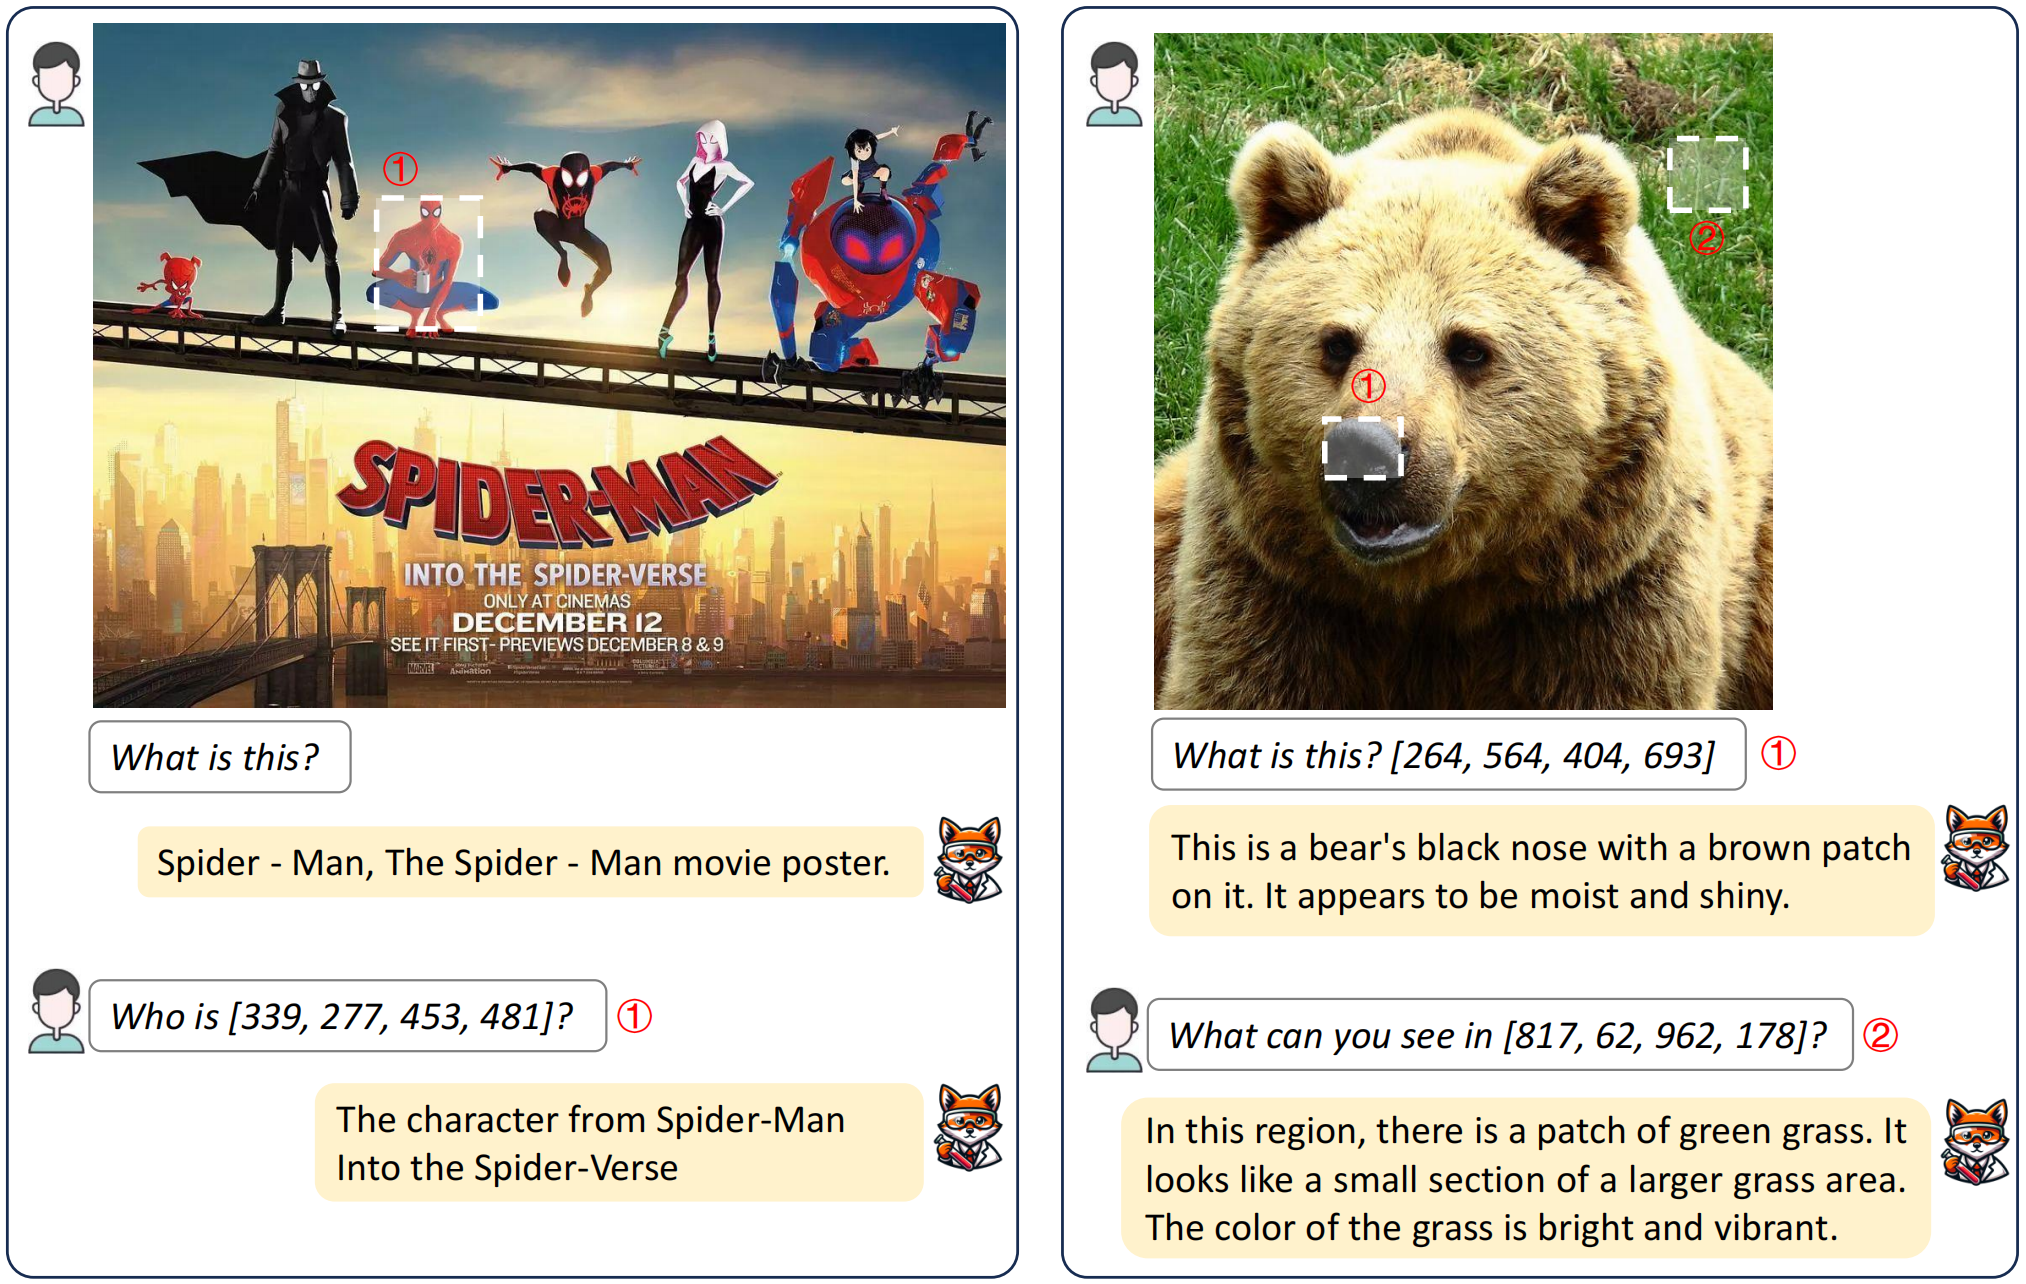 ①
SPIDER-MAN
INTO THE SPIDER-VERSE
ONLY AT CINEMAS
DECEMBER 12
SEE IT FIRST- PREVIEWS DECEMBER 8 & 9
MARVEL
ANIMATION
What is this?
Spider - Man, The Spider - Man movie poster.
Who is [339, 277, 453, 481]? ①
The character from Spider-Man
Into the Spider-Verse
②
①
What is this? [264, 564, 404, 693] ①
This is a bear's black nose with a brown patch
on it. It appears to be moist and shiny.
What can you see in [817, 62, 962, 178]? ②
In this region, there is a patch of green grass. It
looks like a small section of a larger grass area.
The color of the grass is bright and vibrant.